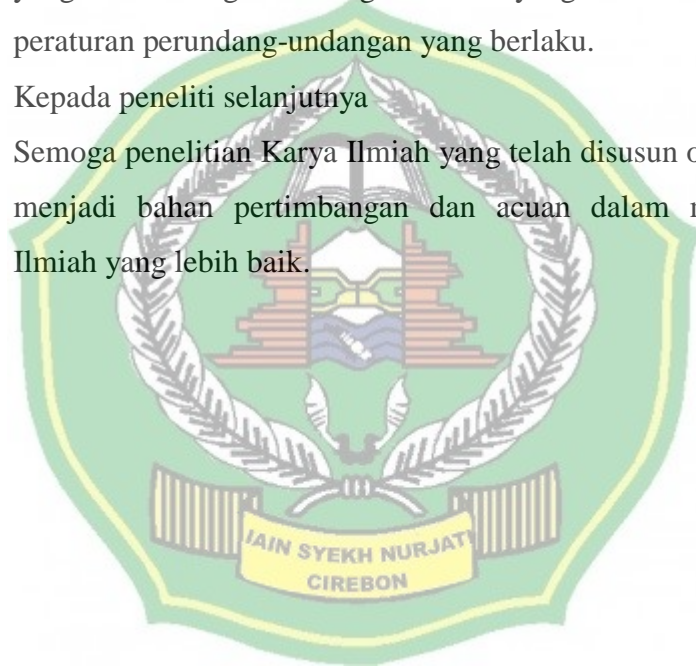 peraturan perundang-undangan yang berlaku.
Kepada peneliti selanjutnya
Semoga penelitian Karya Ilmiah yang telah disusun
menjadi bahan pertimbangan dan acuan dalam
Ilmiah yang lebih baik.
IAIN SYEKH NURJATI
CIREBON